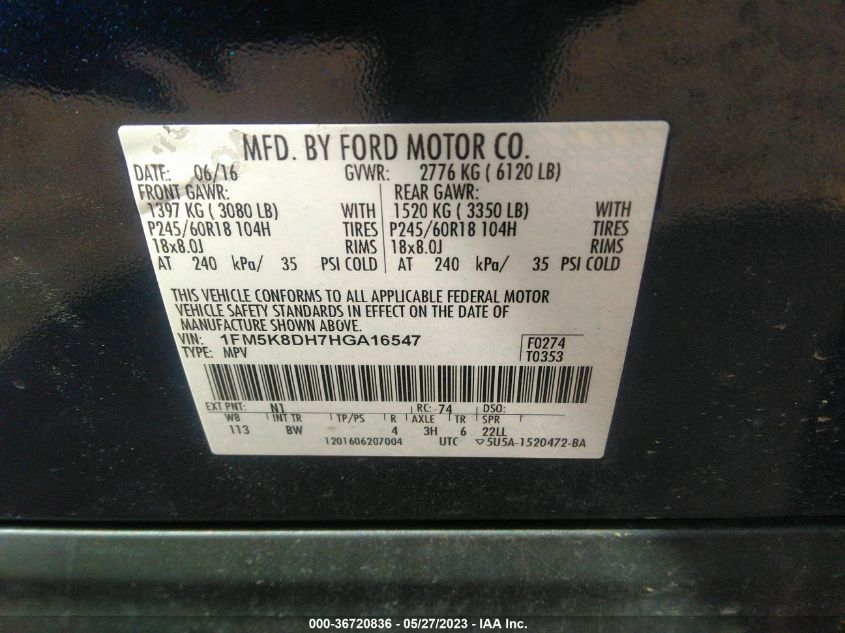 MFD. BY FORD MOTOR CO.
DATE: 06/16 GVWR: 2776 KG ( 6120 LB)
FRONT GAWR: REAR GAWR:
1397 KG ( 3080 LB) WITH 1520 KG ( 3350 LB) WITH
P245/60R18 104H TIRES P245/60R18 104H TIRES
18x8.0J RIMS 18x8.0J RIMS
AT 240 kPa/ 35 PSI COLD AT 240 kPa/ 35 PSI COLD
THIS VEHICLE CONFORMS TO ALL APPLICABLE FEDERAL MOTOR
VEHICLE SAFETY STANDARDS IN EFFECT ON THE DATE OF
MANUFACTURE SHOWN ABOVE.
VIN: 1FM5K8DH7HGA16547 F0274
TYPE: MPV T0353
EXT PNT: N1 RC: 74 DSO:
WB INT TR TP/PS R AXLE TR
113 BW 4 3H 6 22LL
1201606207004 UTC ▽5U5A-1520472-BA
000-36720836 - 05/27/2023 - IAA Inc.